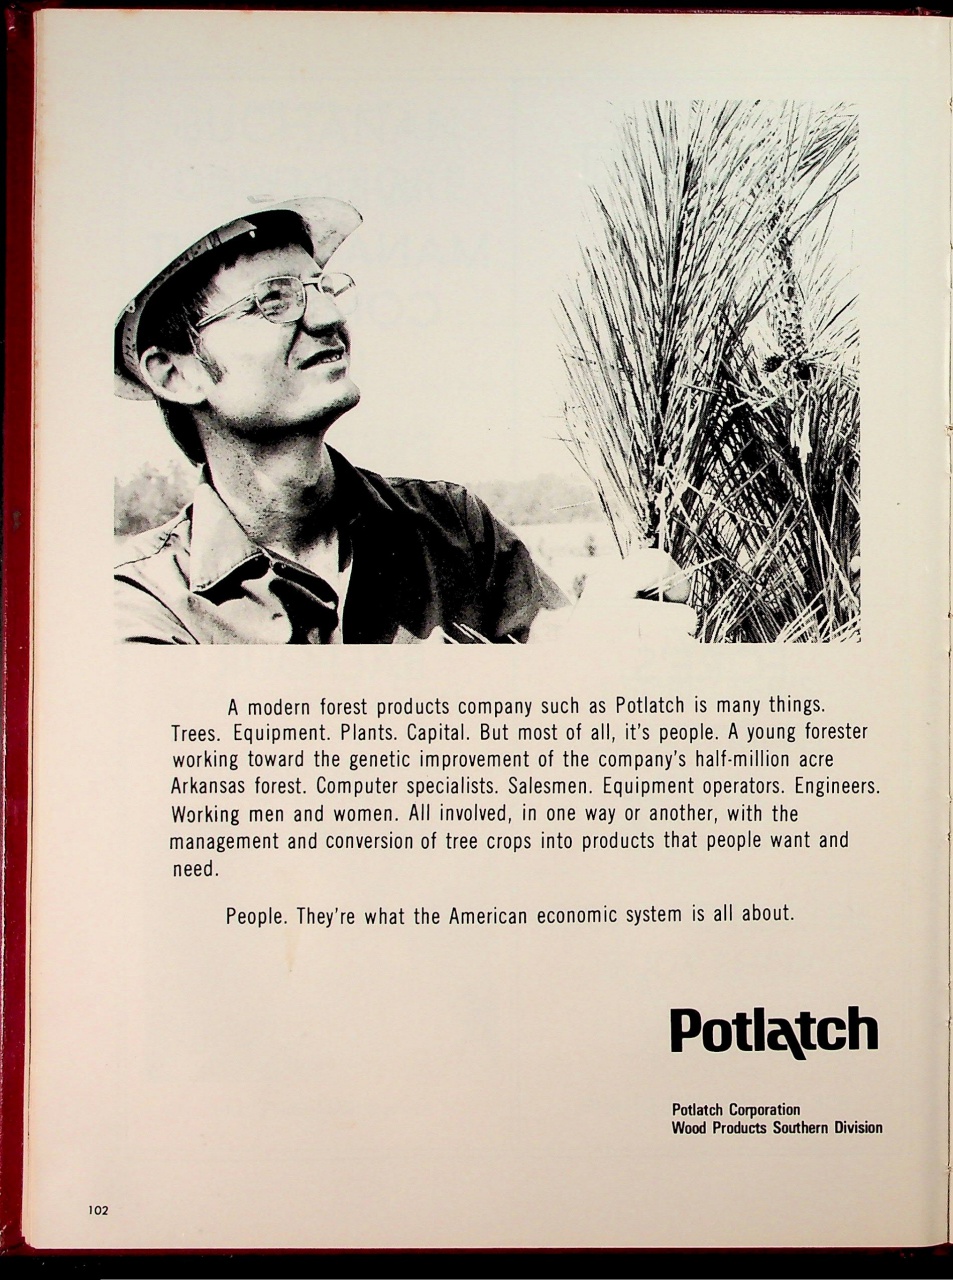 A modern forest products company such as Potlatch is many things.
Trees. Equipment. Plants. Capital. But most of all, it's people. A young forester
working toward the genetic improvement of the company's half-million acre
Arkansas forest. Computer specialists. Salesmen. Equipment operators. Engineers.
Working men and women. All involved, in one way or another, with the
management and conversion of tree crops into products that people want and
need.
People. They're what the American economic system is all about.
Potlatch
Potlatch Corporation
Wood Products Southern Division
102